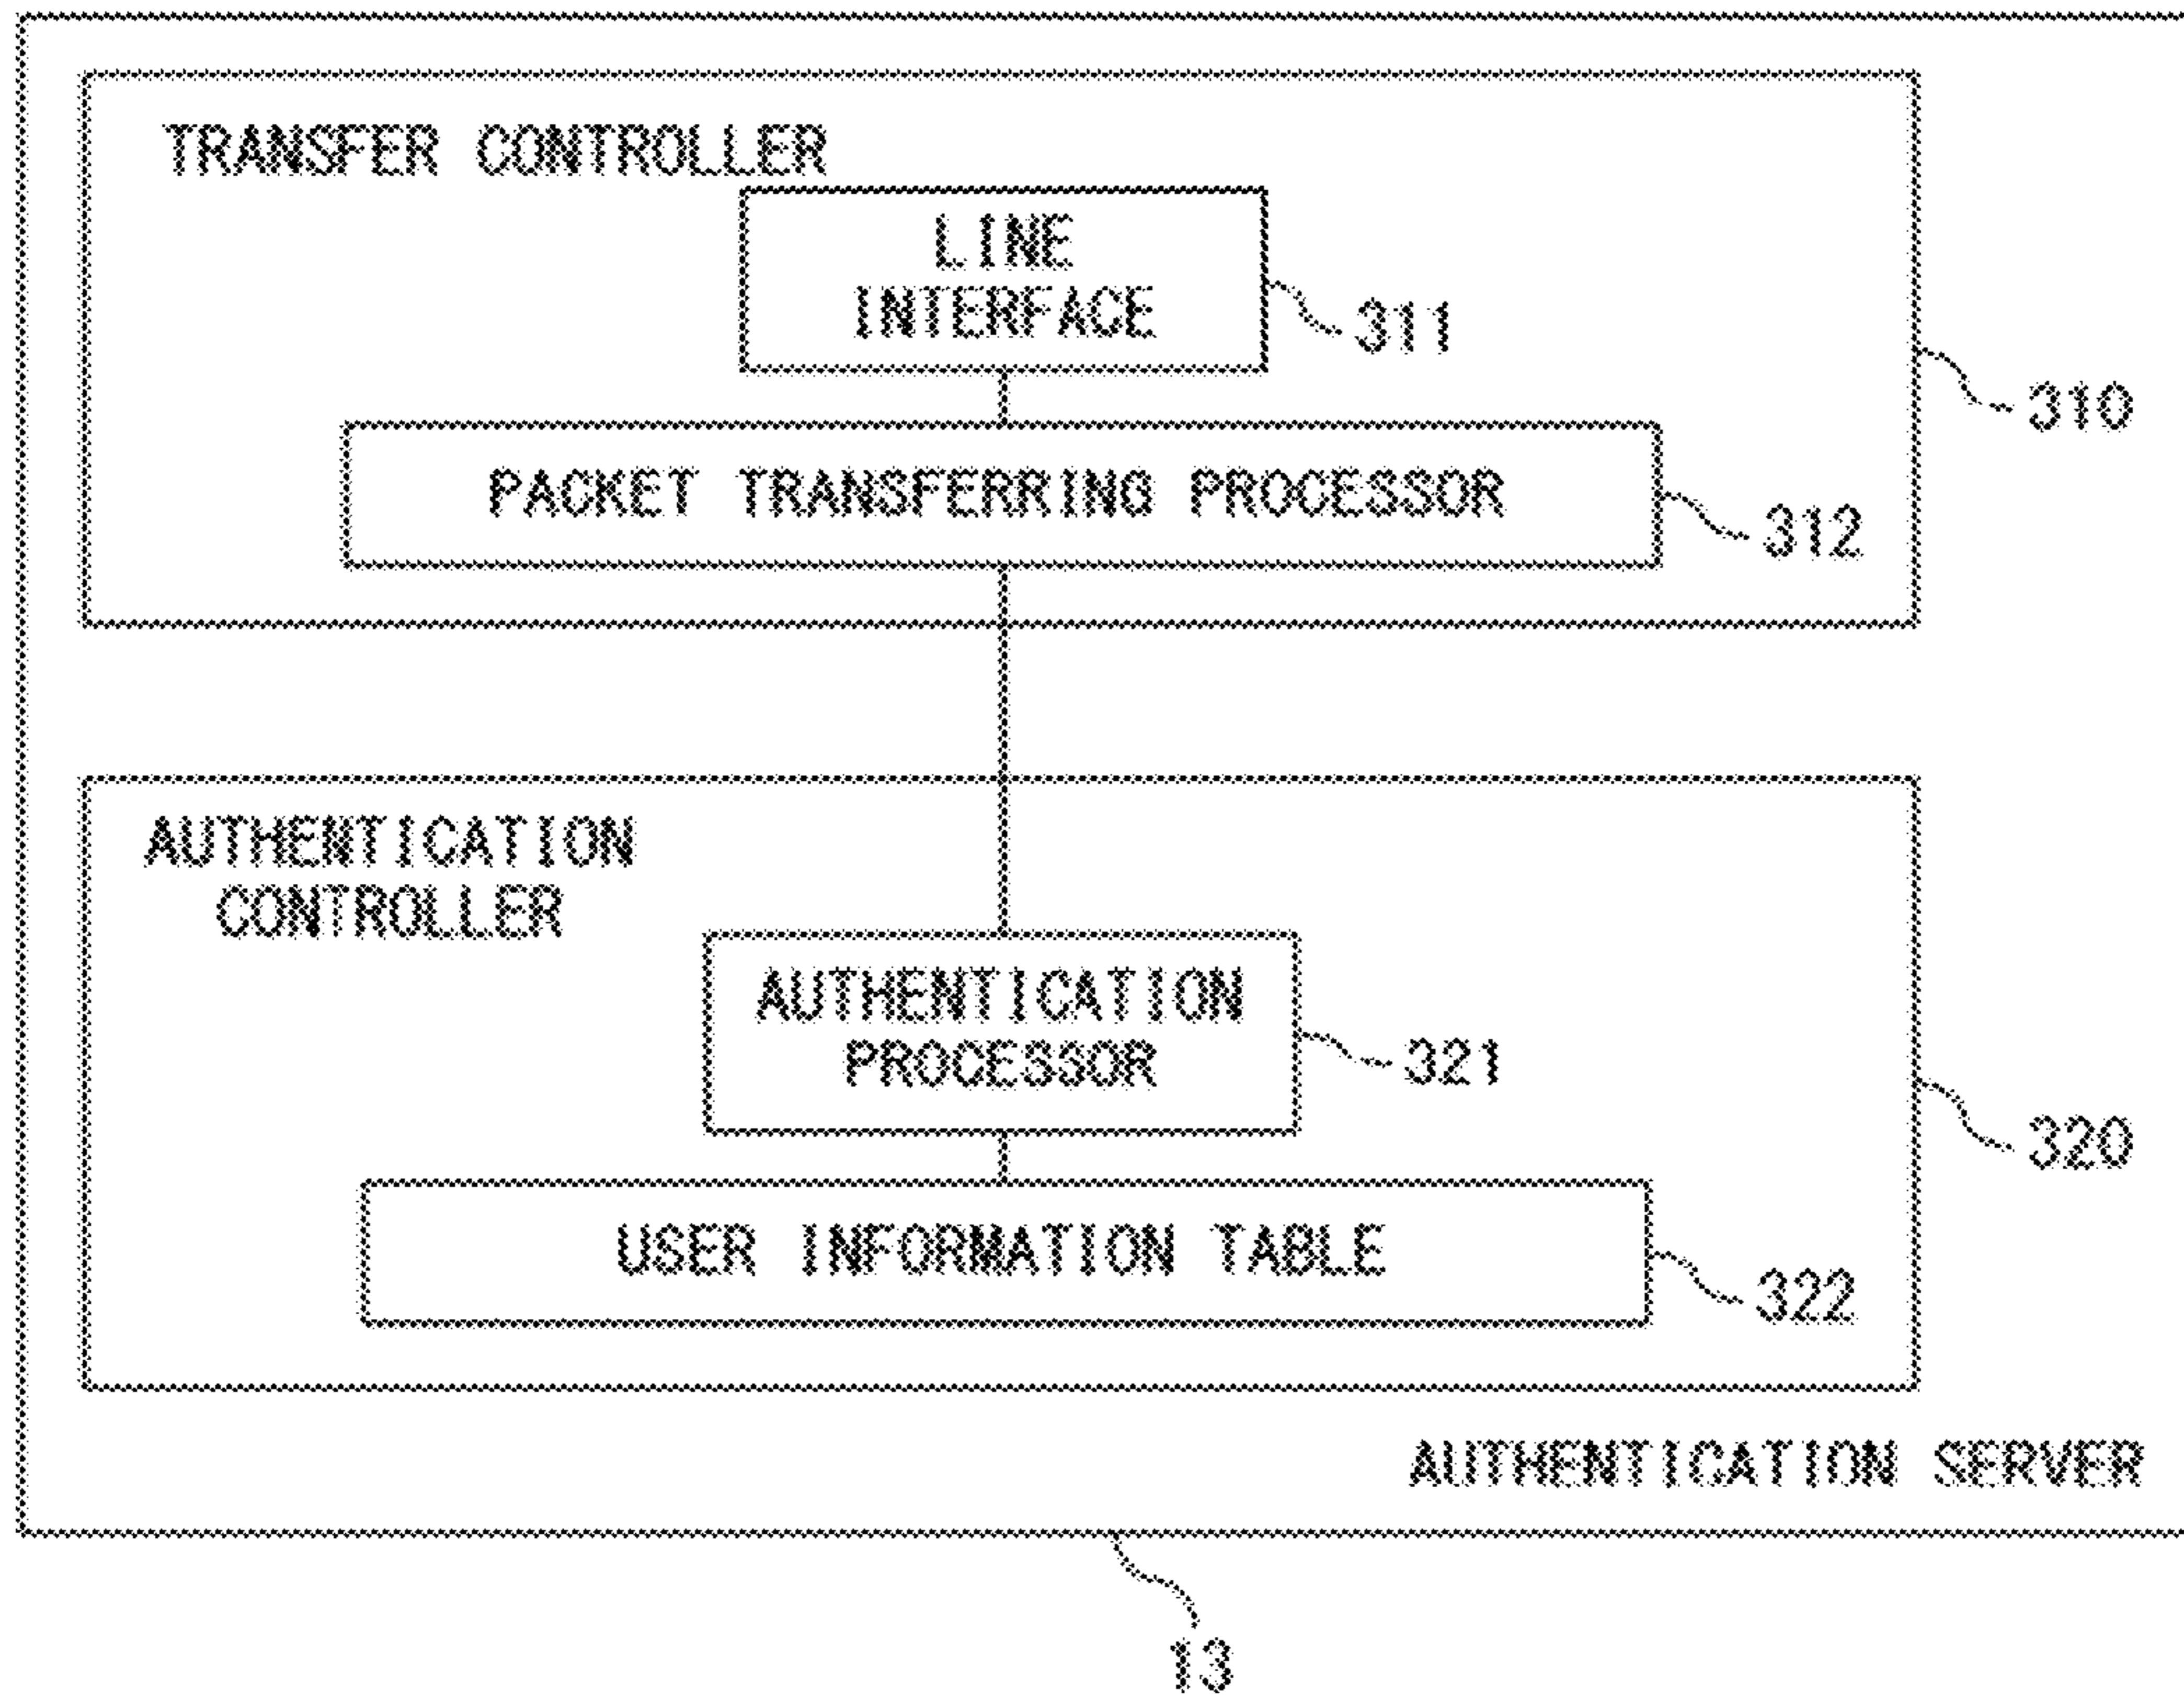 TRANSFER CONTROLLER
LINE
INTERFACE
311
310
PACKET TRANSFERRING PROCESSOR
312
AUTHENTICATION
CONTROLLER
AUTHENTICATION
PROCESSOR
321
320
USER INFORMATION TABLE
322
AUTHENTICATION SERVER
13